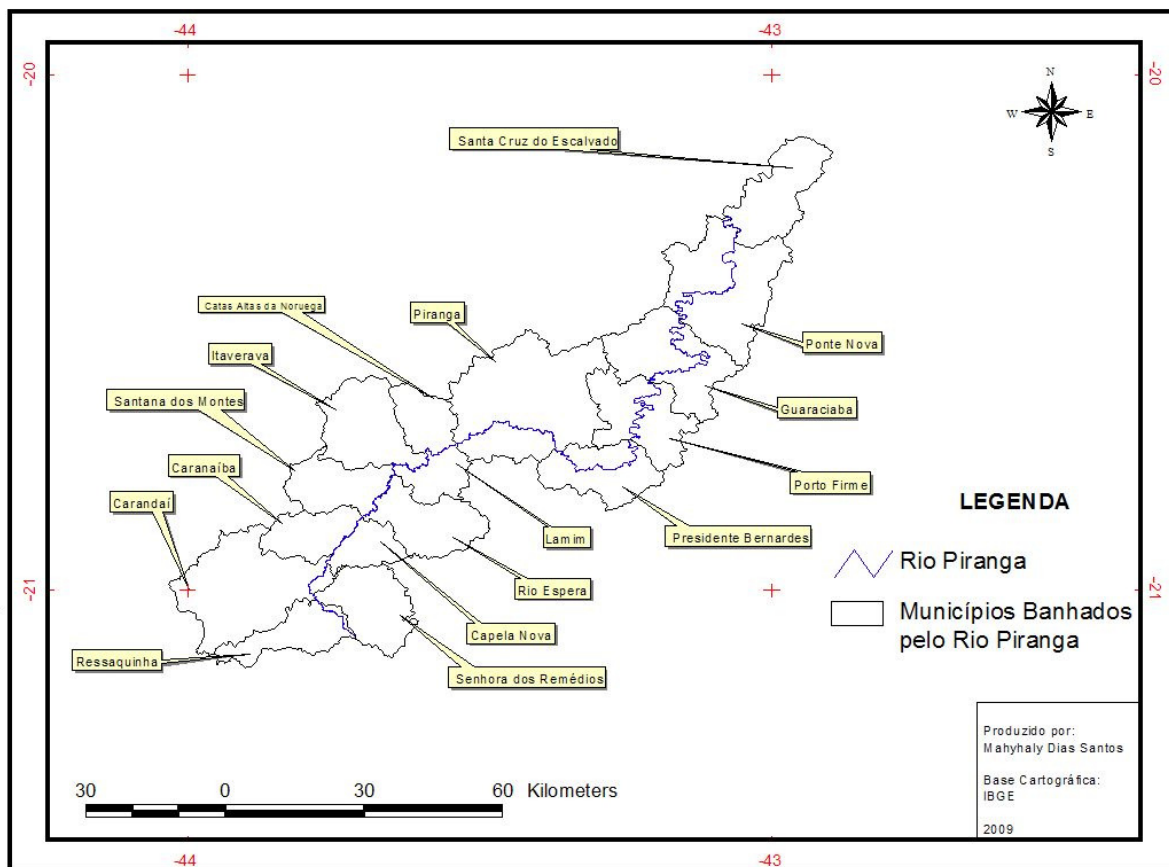 -44
-43
-20
-20
N
W
E
S
Santa Cruz do Escalvado
Catas Altas da Noruega
Piranga
Itaverava
Ponte Nova
Santana dos Montes
Guaraciaba
Caranaíba
Porto Firme
Carandaí
LEGENDA
Lamim
Presidente Bernardes
Rio Piranga
Rio Espera
-21
-21
Municípios Banhados
pelo Rio Piranga
Capela Nova
Ressaquinha
Senhora dos Remédios
Produzido por:
Mahyhaly Dias Santos
Base Cartográfica:
IBGE
2009
30
0
30
60
Kilometers
-44
-43